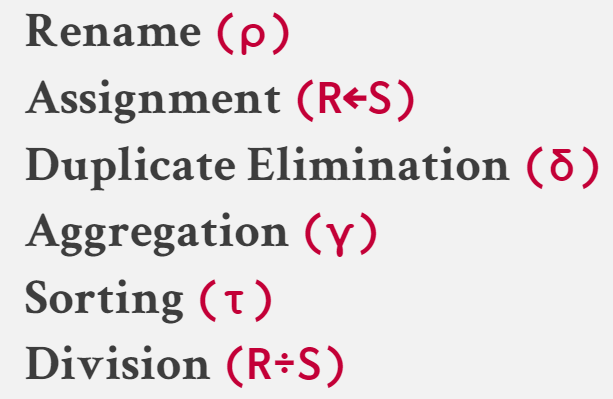 Rename (ρ)
Assignment (R←S)
Duplicate Elimination (δ)
Aggregation (γ)
Sorting (τ)
Division (R÷S)